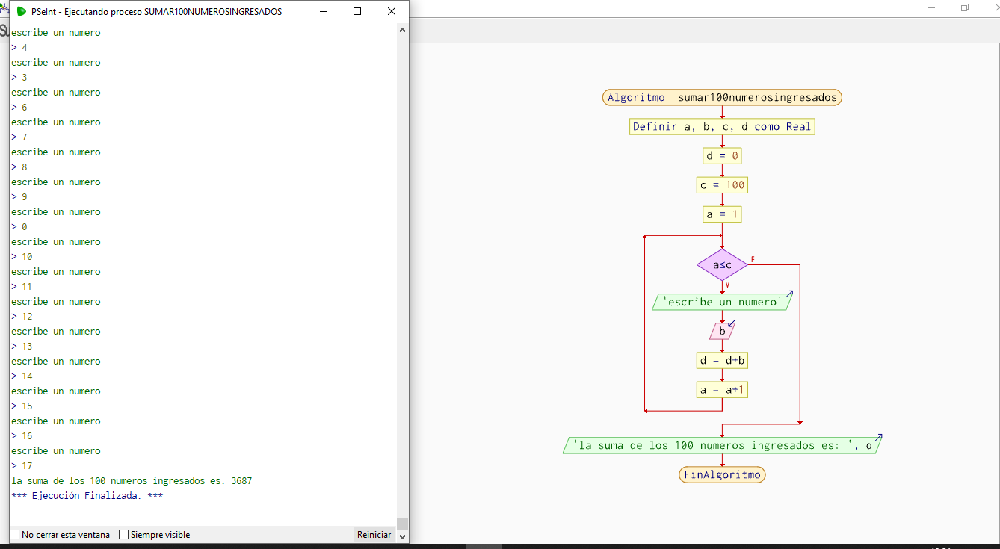 PSeInt - Ejecutando proceso SUMAR100NUMEROSINGRESADOS
escribe un numero
> 4
escribe un numero
> 3
escribe un numero
> 6
escribe un numero
> 7
escribe un numero
> 8
escribe un numero
> 9
escribe un numero
> 0
escribe un numero
> 10
escribe un numero
> 11
escribe un numero
> 12
escribe un numero
> 13
escribe un numero
> 14
escribe un numero
> 15
escribe un numero
> 16
escribe un numero
> 17
la suma de los 100 numeros ingresados es: 3687
*** Ejecución Finalizada. ***
No cerrar esta ventana Siempre visible Reiniciar
Algoritmo sumar100numerosingresados
Definir a, b, c, d como Real
d = 0
c = 100
a = 1
a≤c
F
V
'escribe un numero'
b
d = d+b
a = a+1
'la suma de los 100 numeros ingresados es: ', d
FinAlgoritmo